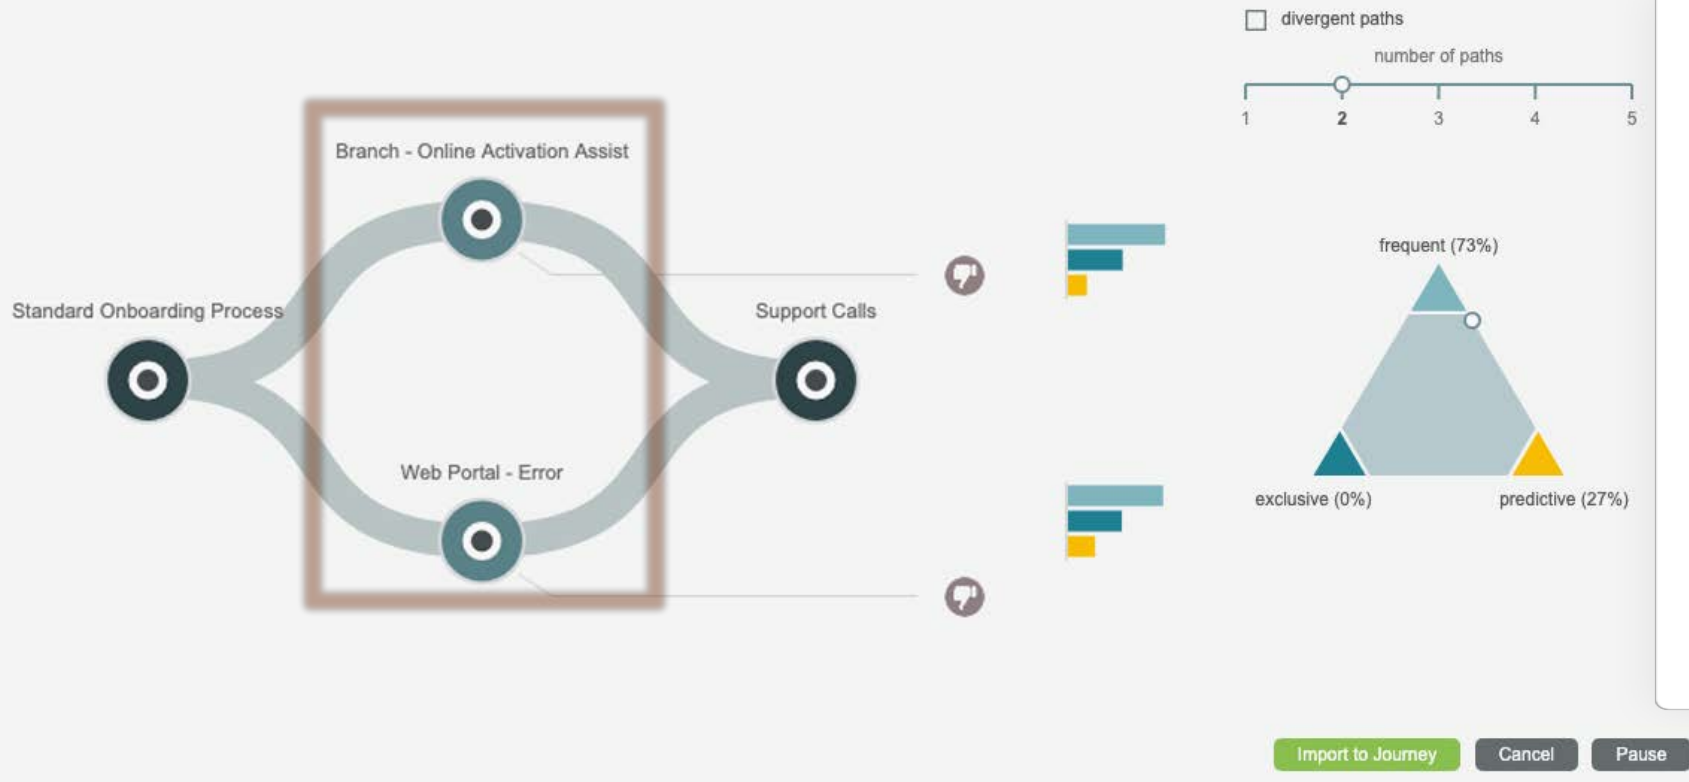 divergent paths
number of paths
1 2 3 4 5
Branch - Online Activation Assist
frequent (73%)
Standard Onboarding Process
Support Calls
Web Portal - Error
exclusive (0%)
predictive (27%)
Import to Journey
Cancel
Pause